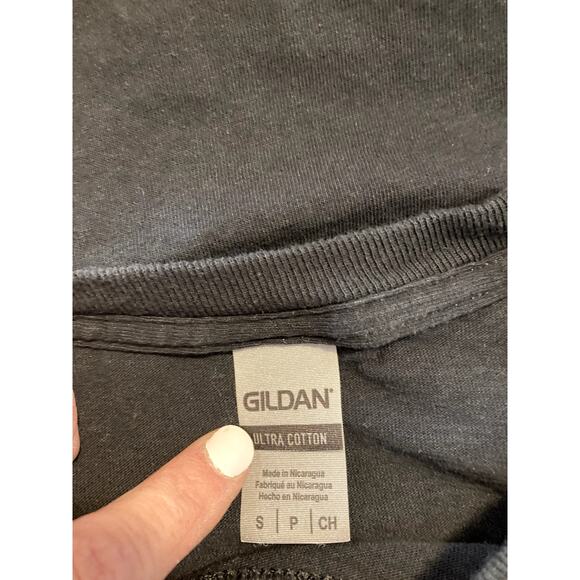 GILDAN®
ULTRA COTTON
Made in Nicaragua
Fabriqué au Nicaragua
Hecho en Nicaragua
S | P | CH